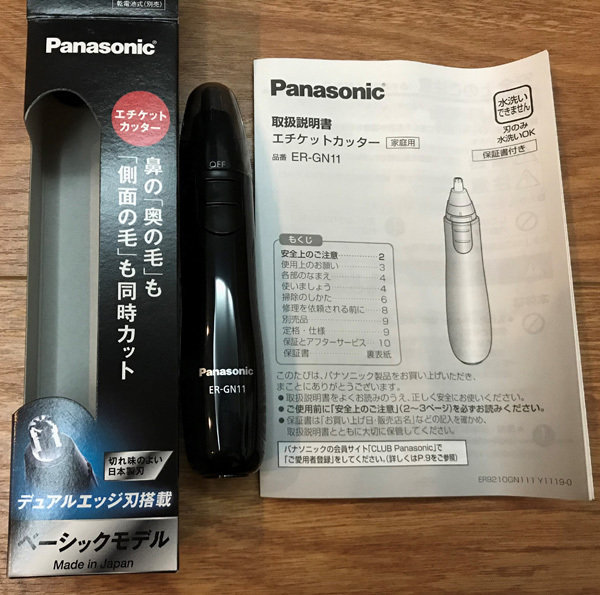 乾電池式(別売)
Panasonic
エチケット
カッター
鼻の「奥の毛」も
「側面の毛」も同時カット
切れ味のよい
日本製刃
デュアルエッジ刃搭載
ベーシックモデル
Made in Japan
OFF
Panasonic
ER-GN11
Panasonic
取扱説明書
エチケットカッター 家庭用
品番 ER-GN11
水洗い
できません
刃のみ
水洗いOK
保証書付き
もくじ
安全上のご注意 2
使用上のお願い 3
各部のなまえ 4
使いましょう 4
掃除のしかた 6
修理を依頼される前に 8
別売品 9
定格・仕様 9
保証とアフターサービス 10
保証書 裏表紙
このたびは、パナソニック製品をお買い上げいただき、
まことにありがとうございます。
●取扱説明書をよくお読みのうえ、正しく安全にお使いください。
●ご使用前に「安全上のご注意」(2~3ページ)を必ずお読みください。
●保証書は「お買い上げ日・販売店名」などの記入を確かめ、
取扱説明書とともに大切に保管してください。
パナソニックの会員サイト「CLUB Panasonic」で
「ご愛用者登録」をしてください。(詳しくはP.9をご参照)
ER9210GN111 Y1119-0